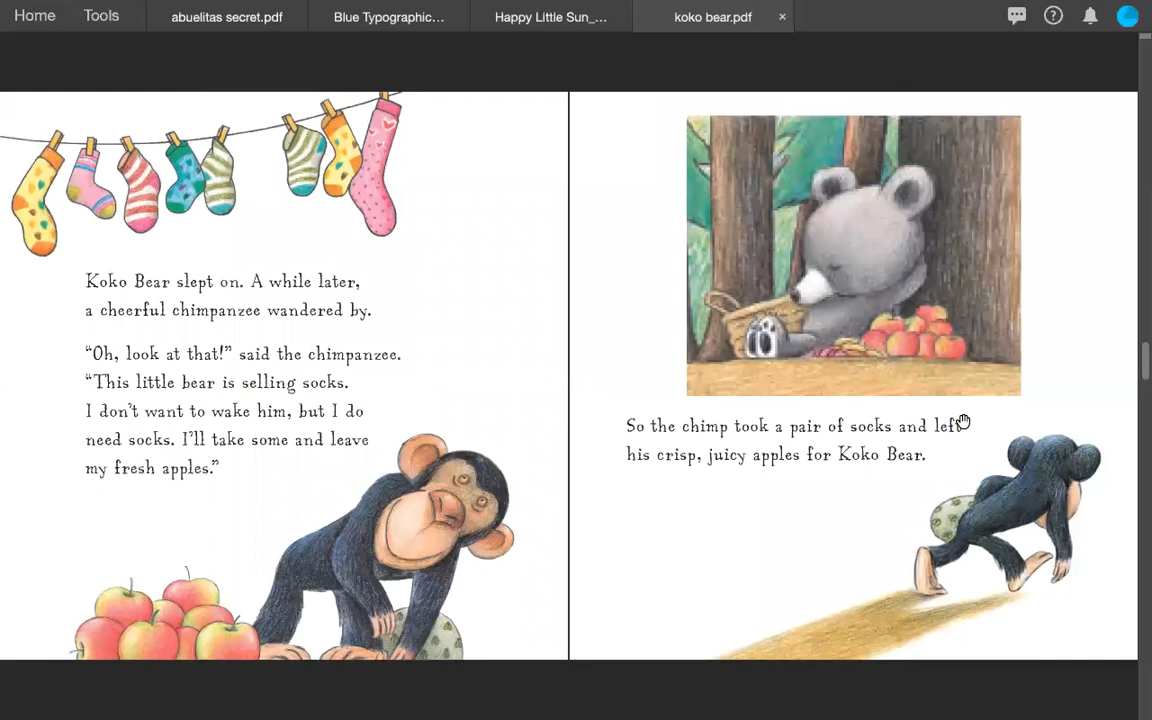 Home
Tools
abuelitas secret.pdf
Blue Typographic...
Happy Little Sun_...
koko bear.pdf
×
?
Koko Bear slept on. A while later,
a cheerful chimpanzee wandered by.
“Oh, look at that!” said the chimpanzee.
“This little bear is selling socks.
I don’t want to wake him, but I do
need socks. I’ll take some and leave
my fresh apples.”
So the chimp took a pair of socks and left
his crisp, juicy apples for Koko Bear.